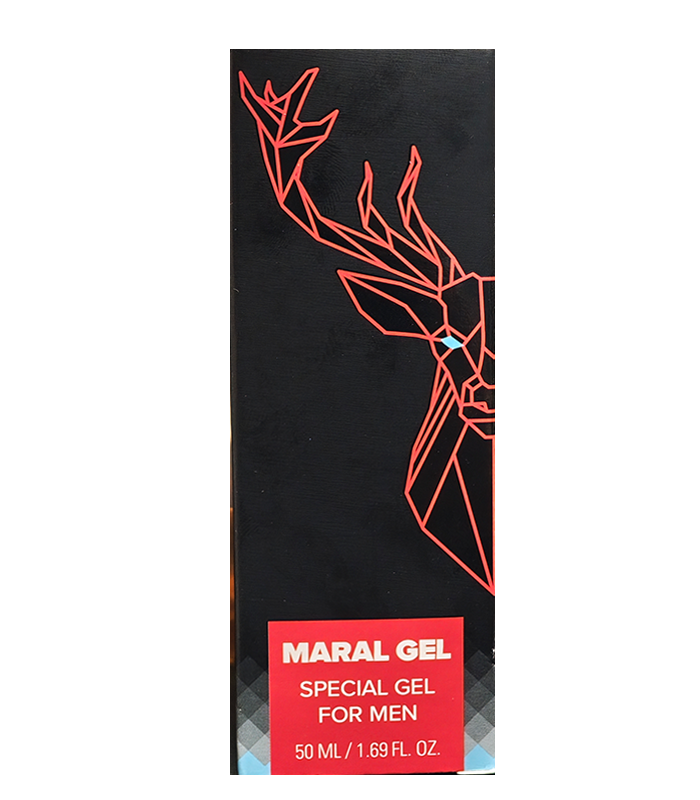 MARAL GEL
SPECIAL GEL
FOR MEN
50 ML / 1.69 FL. OZ.